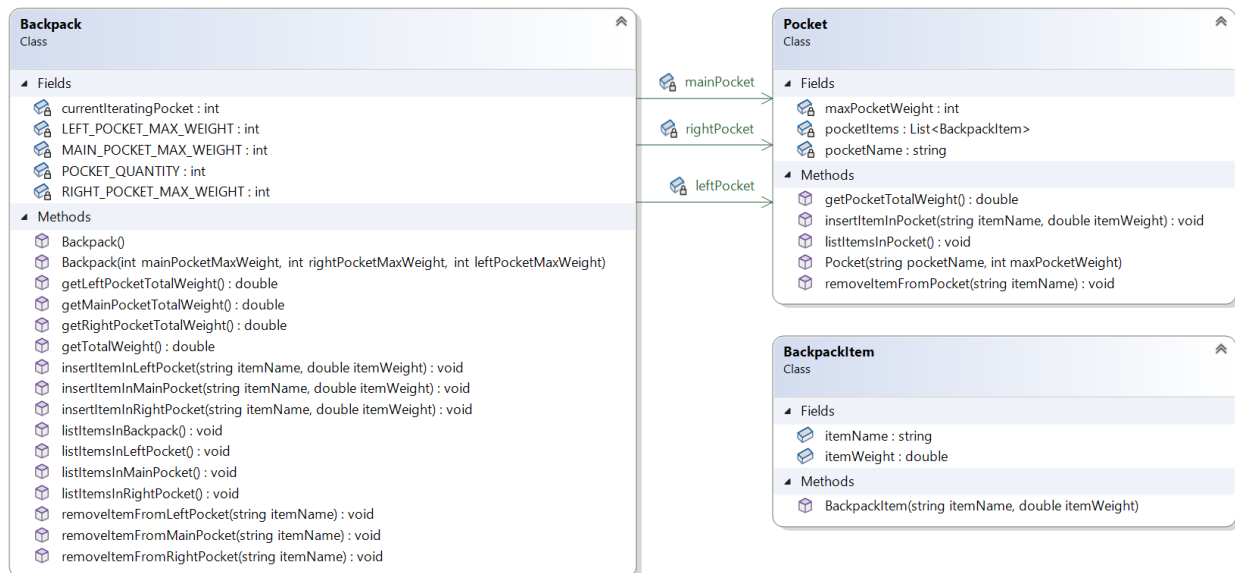 Backpack
Class
Fields
currentIteratingPocket : int
LEFT_POCKET_MAX_WEIGHT : int
MAIN_POCKET_MAX_WEIGHT : int
POCKET_QUANTITY : int
RIGHT_POCKET_MAX_WEIGHT : int
Methods
Backpack()
Backpack(int mainPocketMaxWeight, int rightPocketMaxWeight, int leftPocketMaxWeight)
getLeftPocketTotalWeight() : double
getMainPocketTotalWeight() : double
getRightPocketTotalWeight() : double
getTotalWeight() : double
insertItemInLeftPocket(string itemName, double itemWeight) : void
insertItemInMainPocket(string itemName, double itemWeight) : void
insertItemInRightPocket(string itemName, double itemWeight) : void
listItemsInBackpack() : void
listItemsInLeftPocket() : void
listItemsInMainPocket() : void
listItemsInRightPocket() : void
removeItemFromLeftPocket(string itemName) : void
removeItemFromMainPocket(string itemName) : void
removeItemFromRightPocket(string itemName) : void
mainPocket
rightPocket
leftPocket
Pocket
Class
Fields
maxPocketWeight : int
pocketItems : List<BackpackItem>
pocketName : string
Methods
getPocketTotalWeight() : double
insertItemInPocket(string itemName, double itemWeight) : void
listItemsInPocket() : void
Pocket(string pocketName, int maxPocketWeight)
removeItemFromPocket(string itemName) : void
BackpackItem
Class
Fields
itemName : string
itemWeight : double
Methods
BackpackItem(string itemName, double itemWeight)